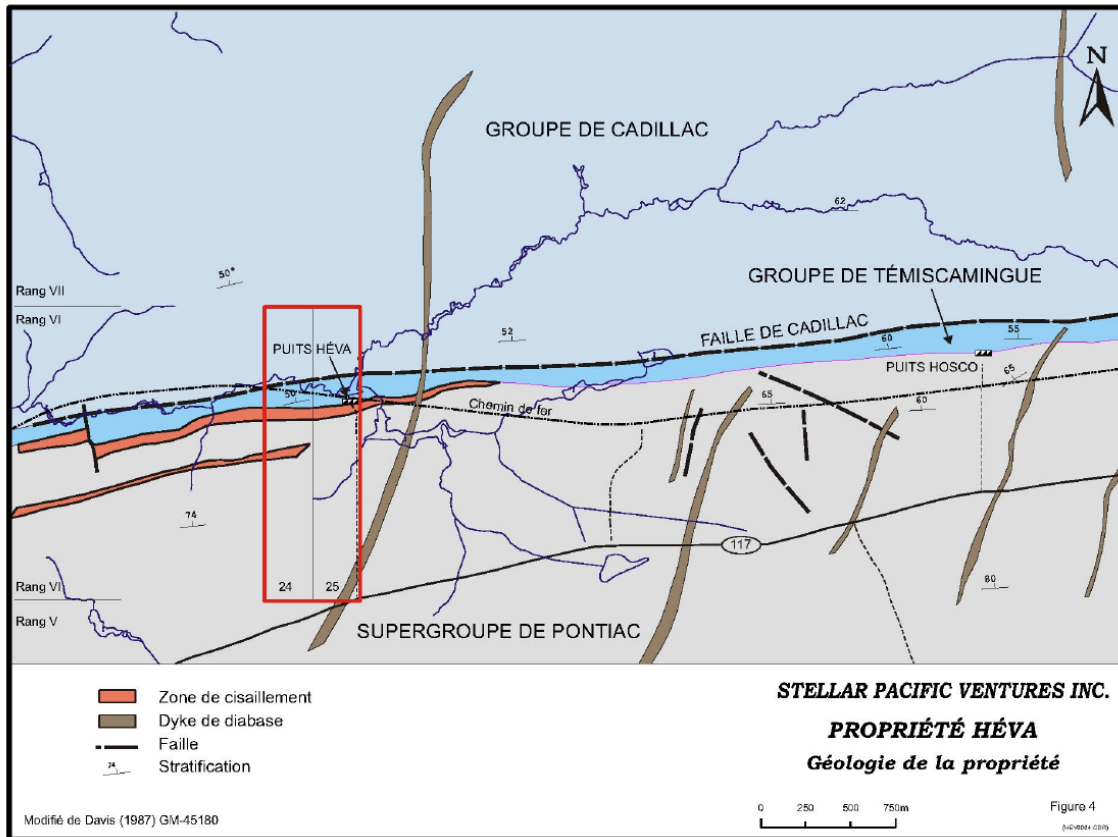 N
GROUPE DE CADILLAC
62
50°
GROUPE DE TÉMISCAMINGUE
Rang VII
Rang VI
52
FAILLE DE CADILLAC
60
55
PUITS HÉVA
PUITS HOSCO
50
Chemin de fer
65
65
60
74
117
Rang VI
24
25
80
Rang V
SUPERGROUPE DE PONTIAC
Zone de cisaillement
Dyke de diabase
Faille
74
Stratification
STELLAR PACIFIC VENTURES INC.
PROPRIÉTÉ HÉVA
Géologie de la propriété
0 250 500 750m
Figure 4
Modifié de Davis (1987) GM-45180